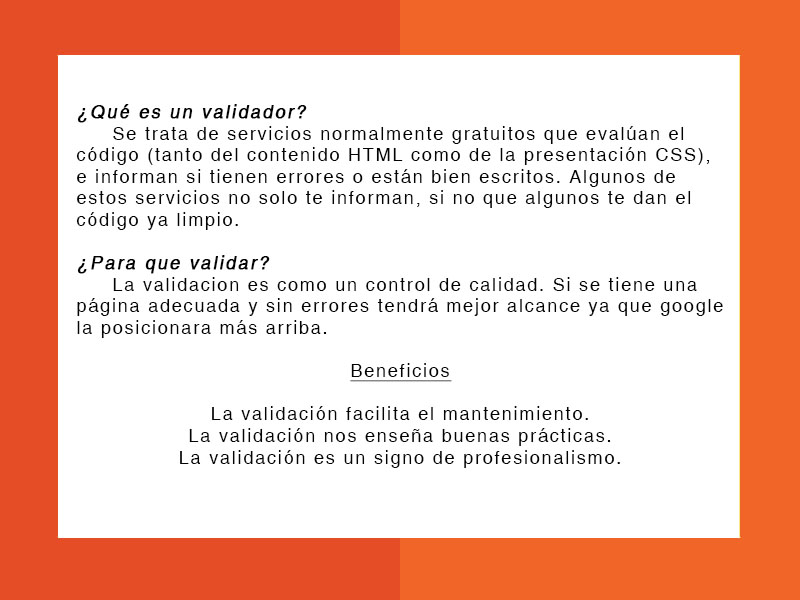 ¿Qué es un validador?
Se trata de servicios normalmente gratuitos que evalúan el
código (tanto del contenido HTML como de la presentación CSS),
e informan si tienen errores o están bien escritos. Algunos de
estos servicios no solo te informan, si no que algunos te dan el
código ya limpio.
¿Para que validar?
La validacion es como un control de calidad. Si se tiene una
página adecuada y sin errores tendrá mejor alcance ya que google
la posicionara más arriba.
Beneficios
La validación facilita el mantenimiento.
La validación nos enseña buenas prácticas.
La validación es un signo de profesionalismo.